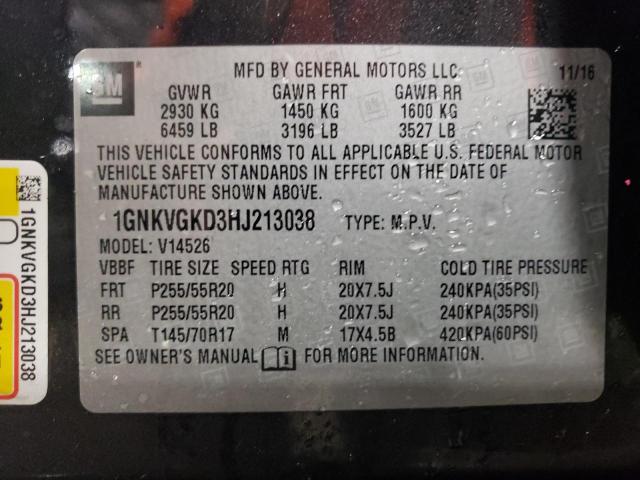 GM ®
MFD BY GENERAL MOTORS LLC
11/16
GVWR GAWR FRT GAWR RR
2930 KG 1450 KG 1600 KG
6459 LB 3196 LB 3527 LB
THIS VEHICLE CONFORMS TO ALL APPLICABLE U.S. FEDERAL MOTOR
VEHICLE SAFETY STANDARDS IN EFFECT ON THE DATE OF
MANUFACTURE SHOWN ABOVE.
1GNKVGKD3HJ213038 TYPE: M.P.V.
MODEL: V14526
VBBF TIRE SIZE SPEED RTG RIM COLD TIRE PRESSURE
FRT P255/55R20 H 20X7.5J 240KPA(35PSI)
RR P255/55R20 H 20X7.5J 240KPA(35PSI)
SPA T145/70R17 M 17X4.5B 420KPA(60PSI)
SEE OWNER'S MANUAL i FOR MORE INFORMATION.
1GNKVGKD3HJ213038